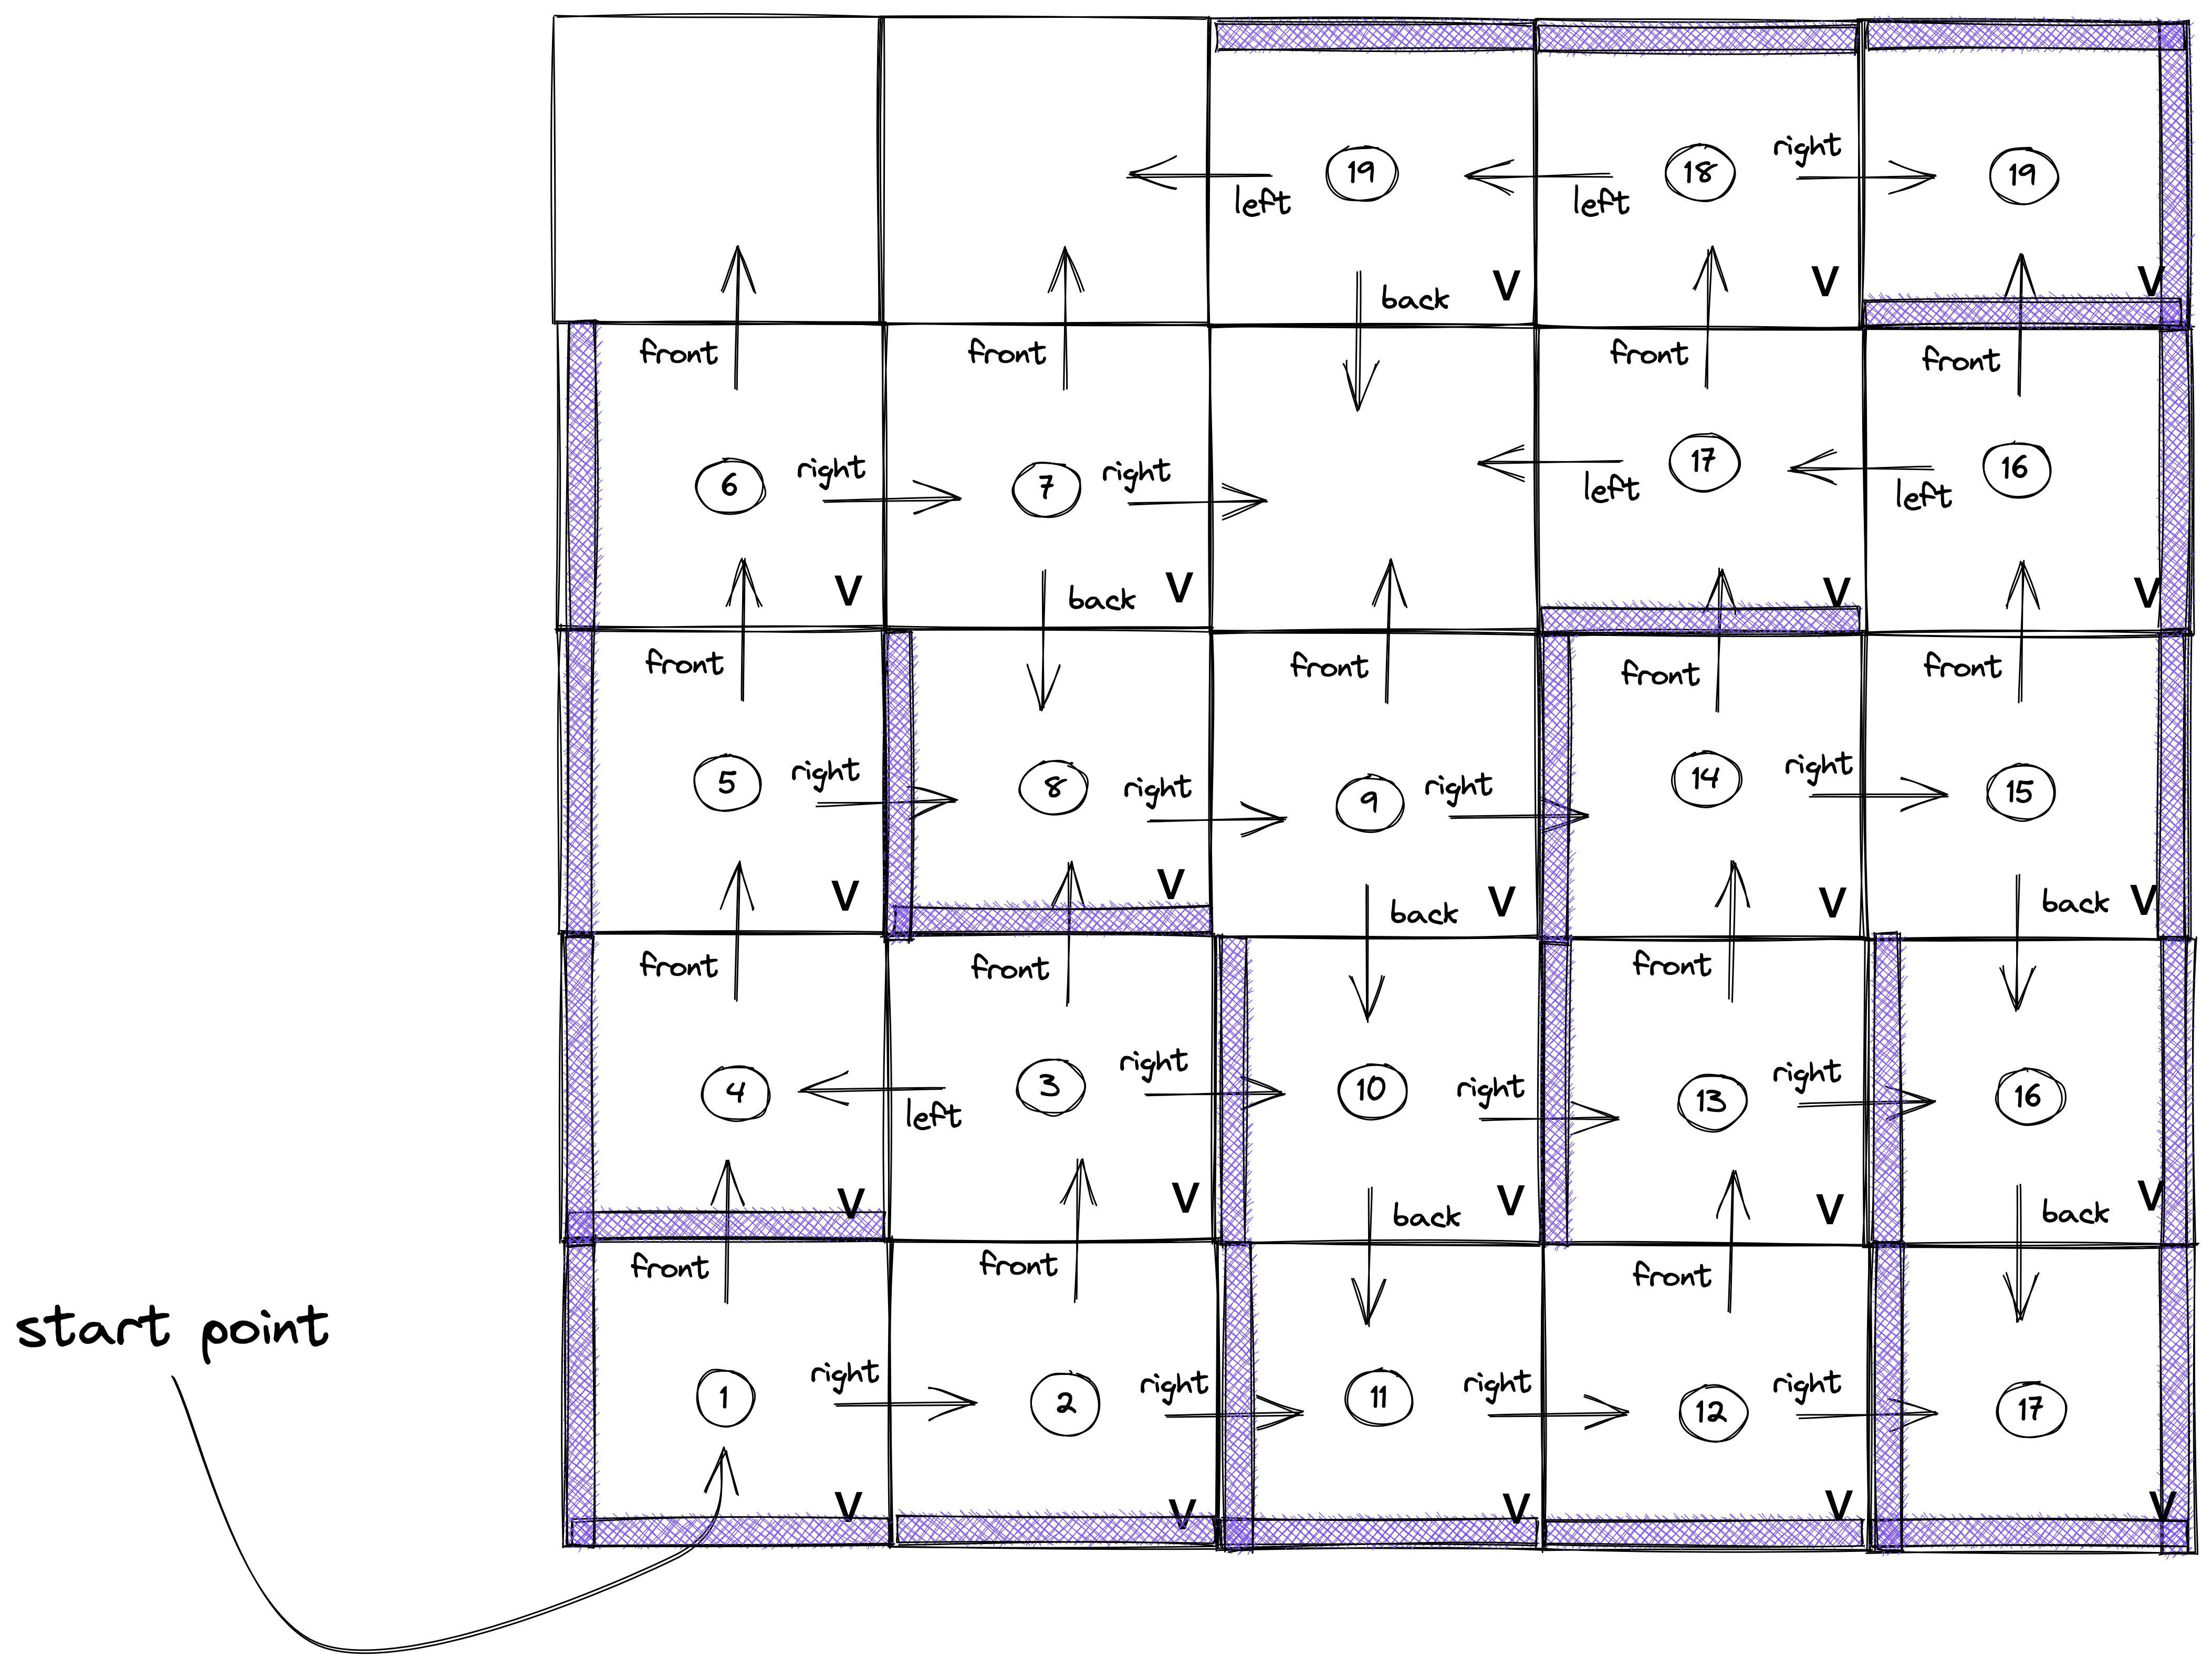 19
18
right
19
left
left
back
V
V
V
front
front
front
front
6
right
7
right
17
16
left
left
V
back
V
V
V
front
front
front
front
5
right
8
right
9
right
14
right
15
V
V
back
V
V
back
V
front
front
front
4
3
right
10
right
13
right
16
left
V
V
back
V
V
back
V
front
front
front
start point
1
right
2
right
11
right
12
right
17
V
V
V
V
V